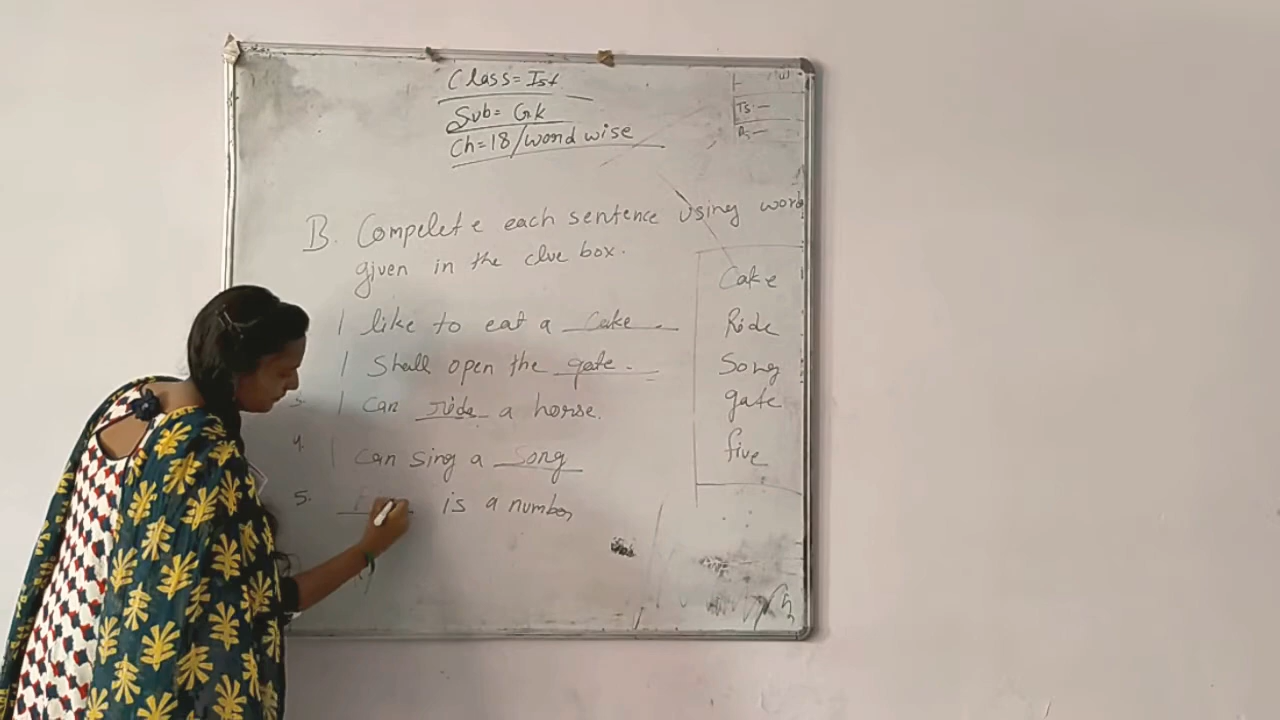 Class = Ist
Sub = G.k
Ch = 18 / word wise
Ts:-
B. Compelete each sentence using word
given in the clue box.
I like to eat a Cake
I Shall open the gate.
3. I Can ride a horse.
4. I can sing a Song
5. is a number
Cake
Ride
Song
gate
five